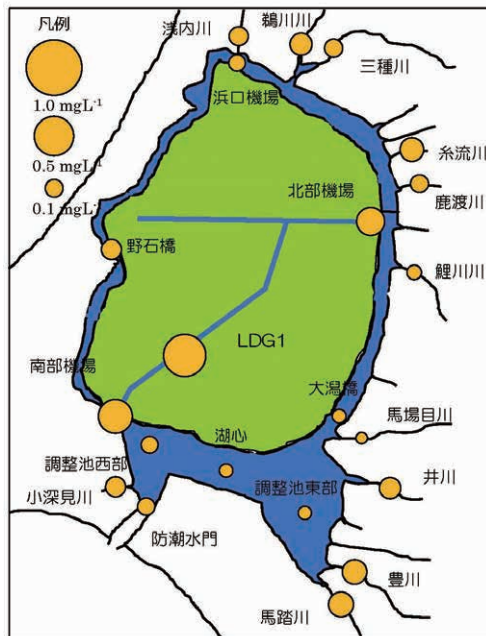 凡例
1.0 mgL⁻¹
0.5 mgL⁻¹
0.1 mgL⁻¹
浅内川
鵜川川
三種川
浜口機場
糸流川
北部機場
鹿渡川
野石橋
鯉川川
LDG1
南部機場
大潟橋
馬場目川
湖心
調整池西部
調整池東部
井川
小深見川
防潮水門
豊川
馬踏川